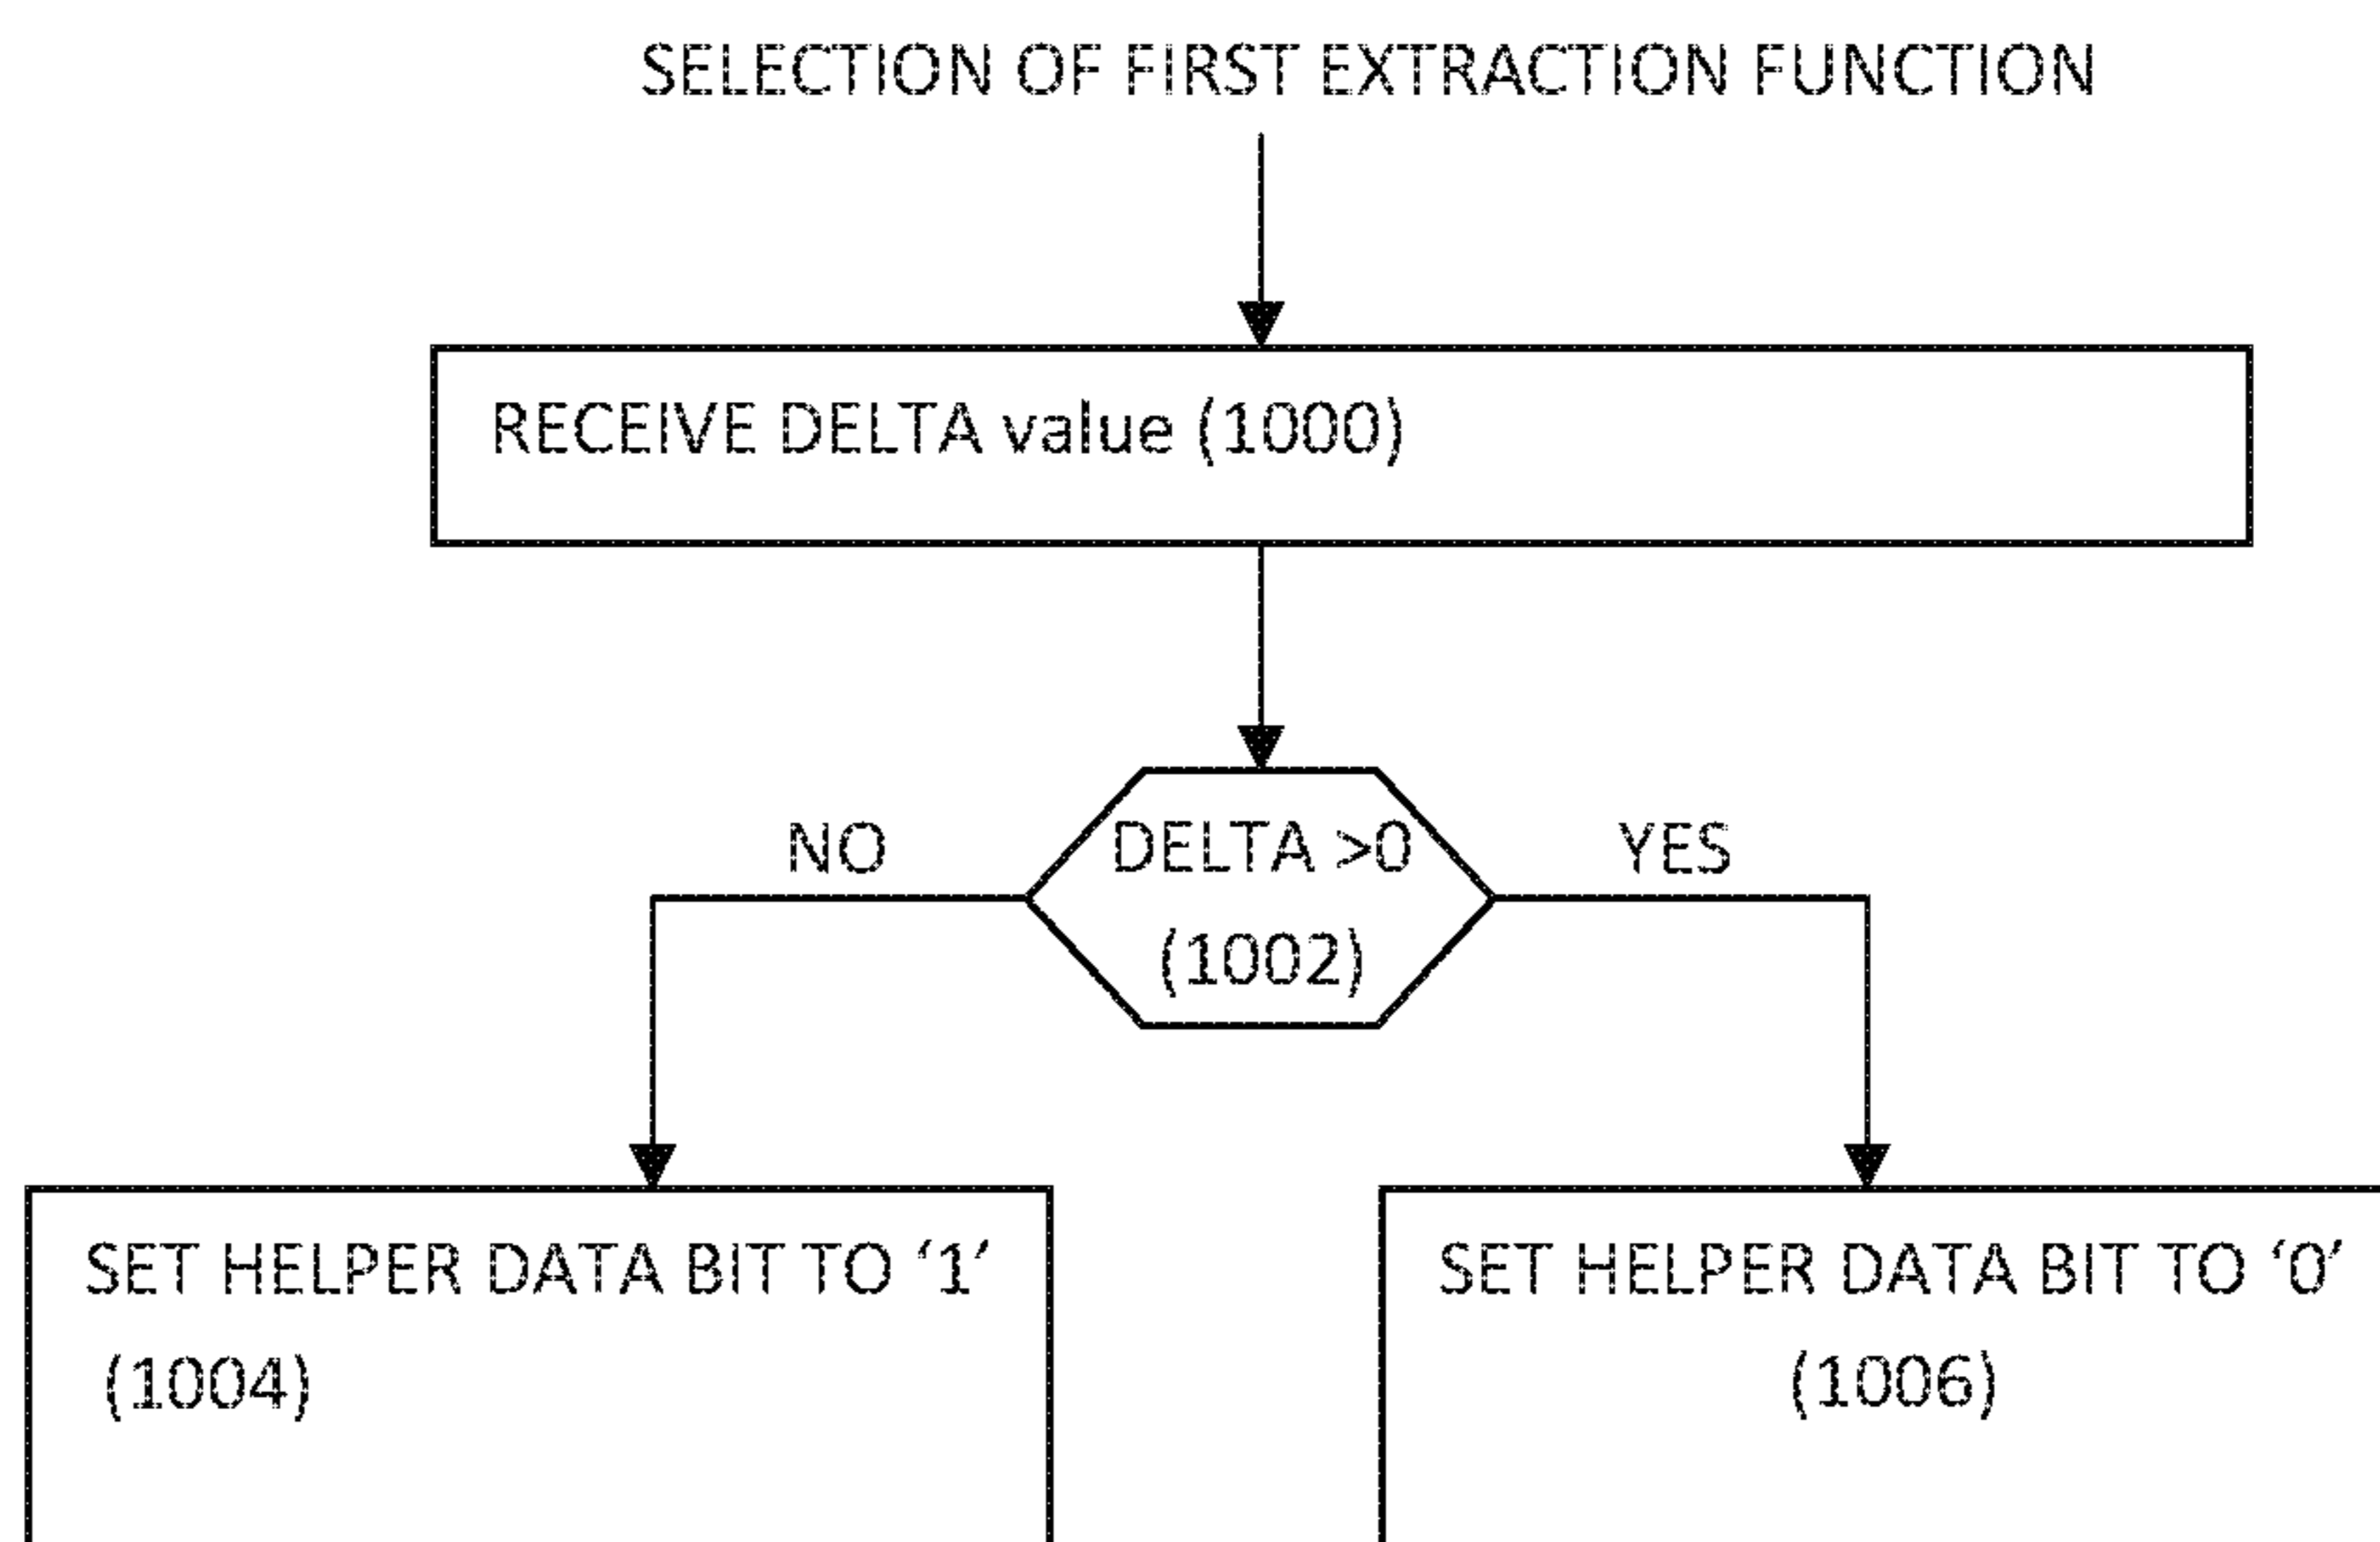 SELECTION OF FIRST EXTRACTION FUNCTION
RECEIVE DELTA value (1000)
NO
DELTA >0
YES
(1002)
SET HELPER DATA BIT TO ‘1’
(1004)
SET HELPER DATA BIT TO ‘0’
(1006)